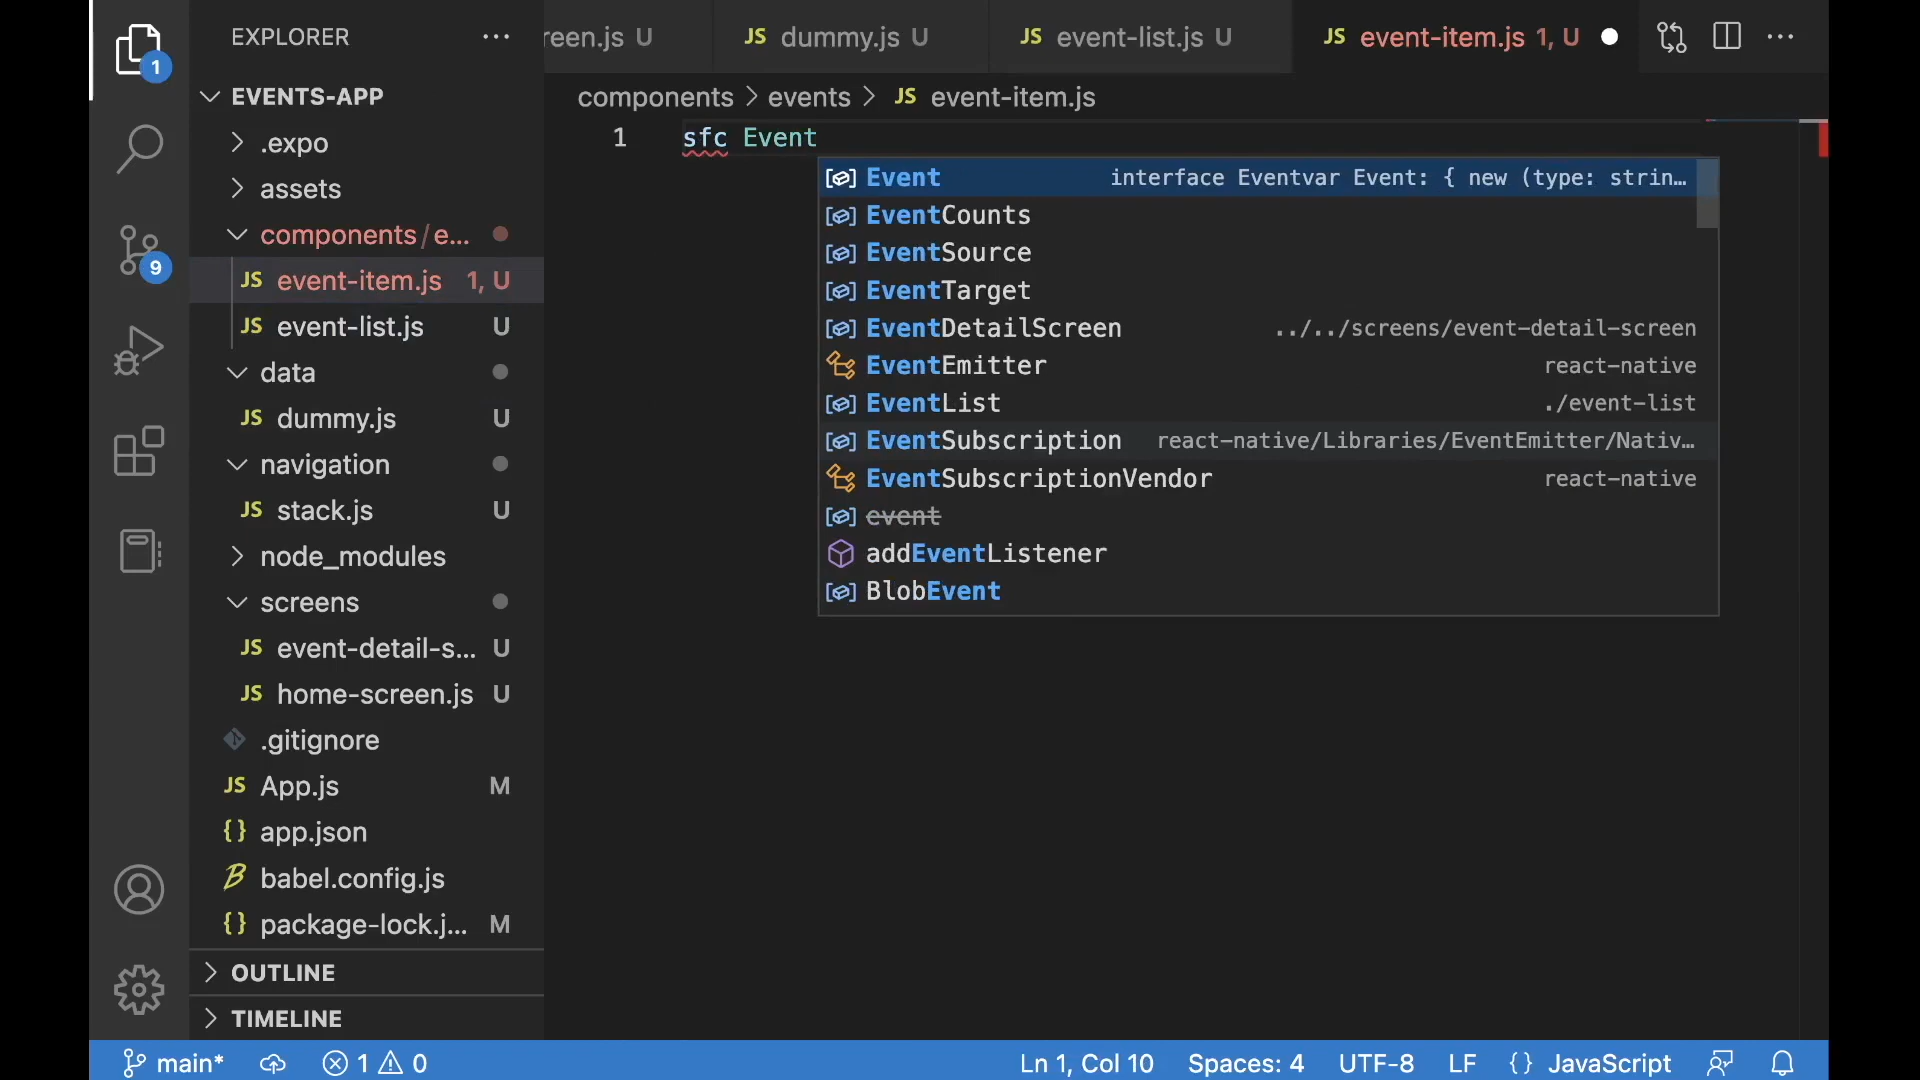 1
9
EXPLORER
EVENTS-APP
.expo
assets
components/e...
JS event-item.js 1, U
JS event-list.js U
data
JS dummy.js U
navigation
JS stack.js U
node_modules
screens
JS event-detail-s... U
JS home-screen.js U
.gitignore
JS App.js M
{} app.json
babel.config.js
{} package-lock.j... M
OUTLINE
TIMELINE
reen.js U
JS dummy.js U
JS event-list.js U
JS event-item.js 1, U
components > events > JS event-item.js
1 sfc Event
Event interface Eventvar Event: { new (type: strin…
EventCounts
EventSource
EventTarget
EventDetailScreen ../../screens/event-detail-screen
EventEmitter react-native
EventList ./event-list
EventSubscription react-native/Libraries/EventEmitter/Nativ…
EventSubscriptionVendor react-native
event
addEventListener
BlobEvent
main* 1 0 Ln 1, Col 10 Spaces: 4 UTF-8 LF {} JavaScript